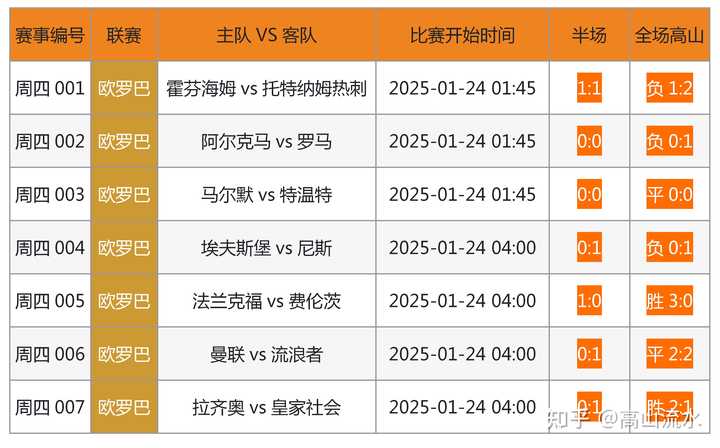 赛事编号 联赛 主队 VS 客队 比赛开始时间 半场 全场高山
周四 001 欧罗巴 霍芬海姆 vs 托特纳姆热刺 2025-01-24 01:45 1:1 负 1:2
周四 002 欧罗巴 阿尔克马 vs 罗马 2025-01-24 01:45 0:0 负 0:1
周四 003 欧罗巴 马尔默 vs 特温特 2025-01-24 01:45 0:0 平 0:0
周四 004 欧罗巴 埃夫斯堡 vs 尼斯 2025-01-24 04:00 0:1 负 0:1
周四 005 欧罗巴 法兰克福 vs 费伦茨 2025-01-24 04:00 1:0 胜 3:0
周四 006 欧罗巴 曼联 vs 流浪者 2025-01-24 04:00 0:1 平 2:2
周四 007 欧罗巴 拉齐奥 vs 皇家社会 2025-01-24 04:00 0:1 胜 2:1
知乎 @高山流水